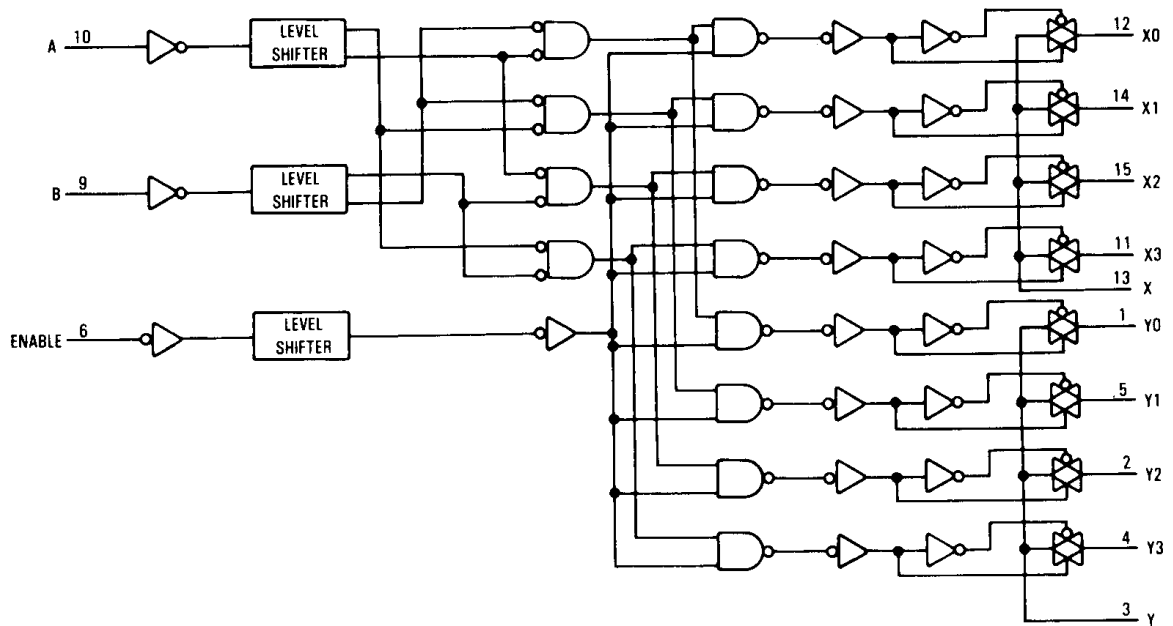 A 10
LEVEL SHIFTER
12 X0
14 X1
B 9
LEVEL SHIFTER
15 X2
11 X3
13 X
ENABLE 6
LEVEL SHIFTER
1 Y0
5 Y1
2 Y2
4 Y3
3 Y